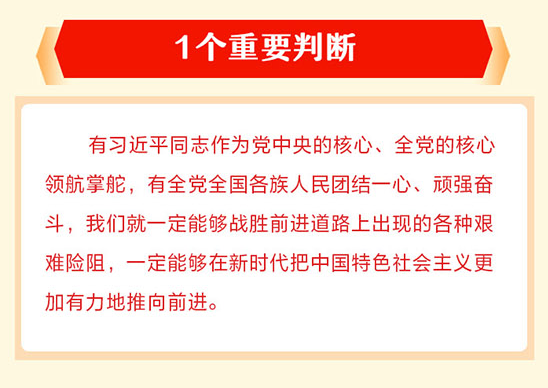 1个重要判断
有习近平同志作为党中央的核心、全党的核心
领航掌舵，有全党全国各族人民团结一心、顽强奋
斗，我们就一定能够战胜前进道路上出现的各种艰
难险阻，一定能够在新时代把中国特色社会主义更
加有力地推向前进。